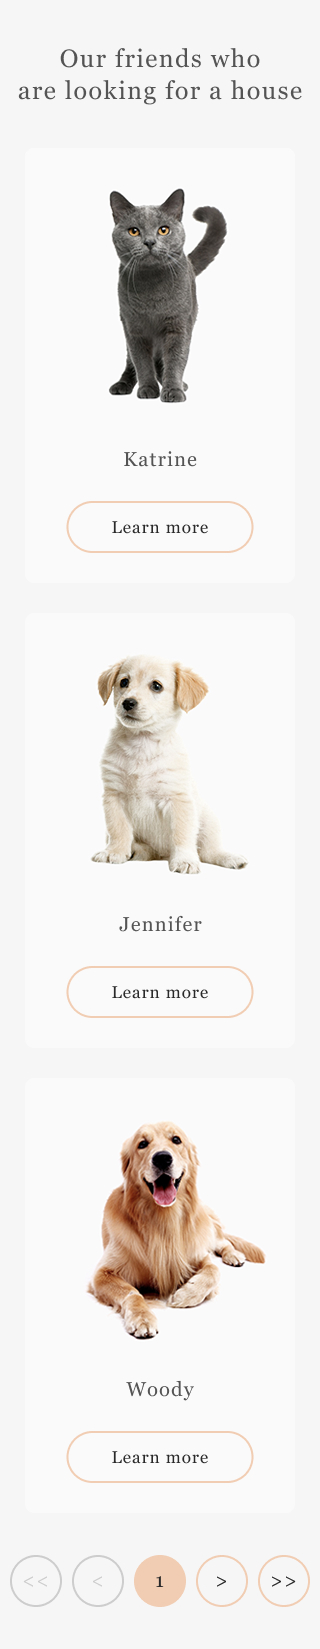 Our friends who
are looking for a house
Katrine
Learn more
Jennifer
Learn more
Woody
Learn more
<< < 1 > >>